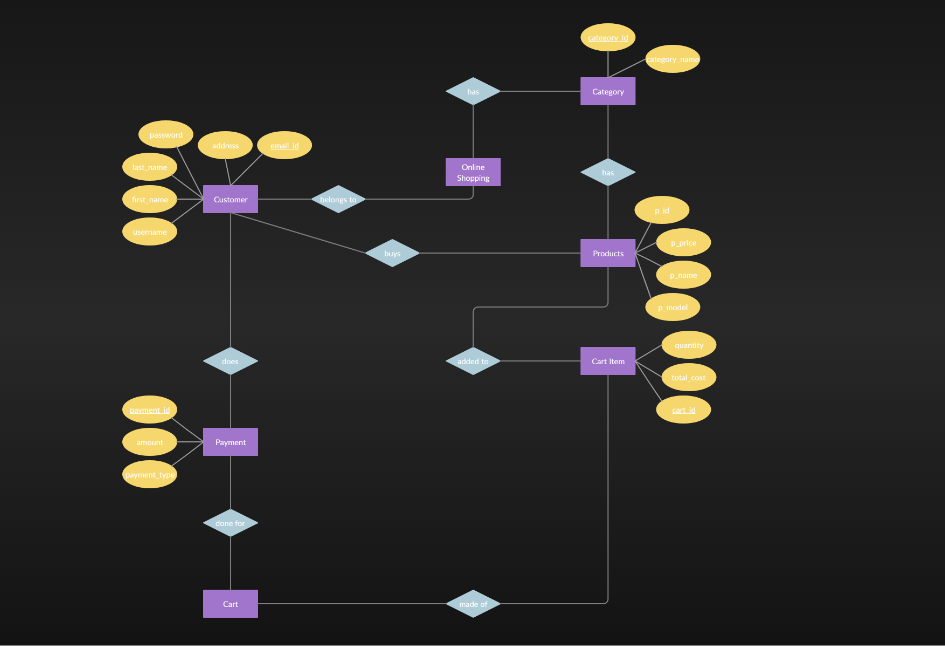 category_id
category_name
has
Category
password
address
email_id
last_name
Online
Shopping
has
Customer
first_name
belongs to
p_id
username
buys
Products
p_price
p_name
p_model
quantity
does
added to
Cart Item
total_cost
payment_id
cart_id
amount
Payment
payment_type
done for
Cart
made of